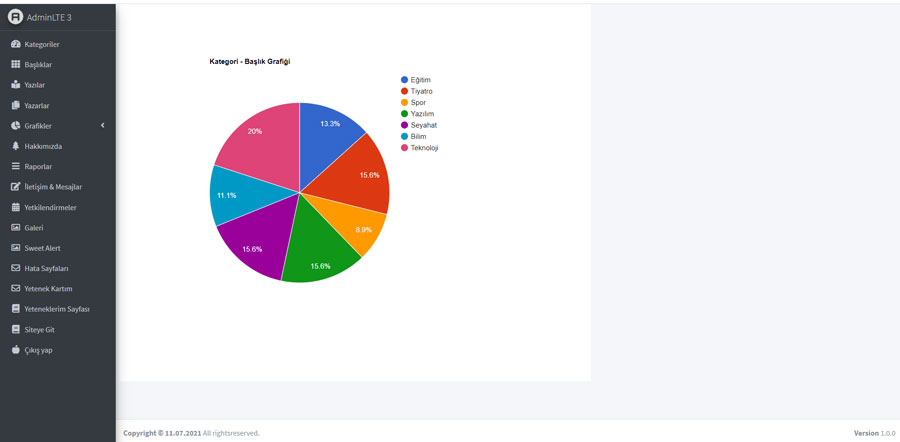 AdminLTE 3
Kategoriler
Başlıklar
Yazılar
Yazarlar
Grafikler
Hakkımızda
Raporlar
İletişim & Mesajlar
Yetkilendirmeler
Galeri
Sweet Alert
Hata Sayfaları
Yetenek Kartım
Yeteneklerim Sayfası
Siteye Git
Çıkış yap
Kategori - Başlık Grafiği
Eğitim
Tiyatro
Spor
Yazılım
Seyahat
Bilim
Teknoloji
13.3%
15.6%
8.9%
15.6%
15.6%
11.1%
20%
Copyright © 11.07.2021 All rightsreserved.
Version 1.0.0